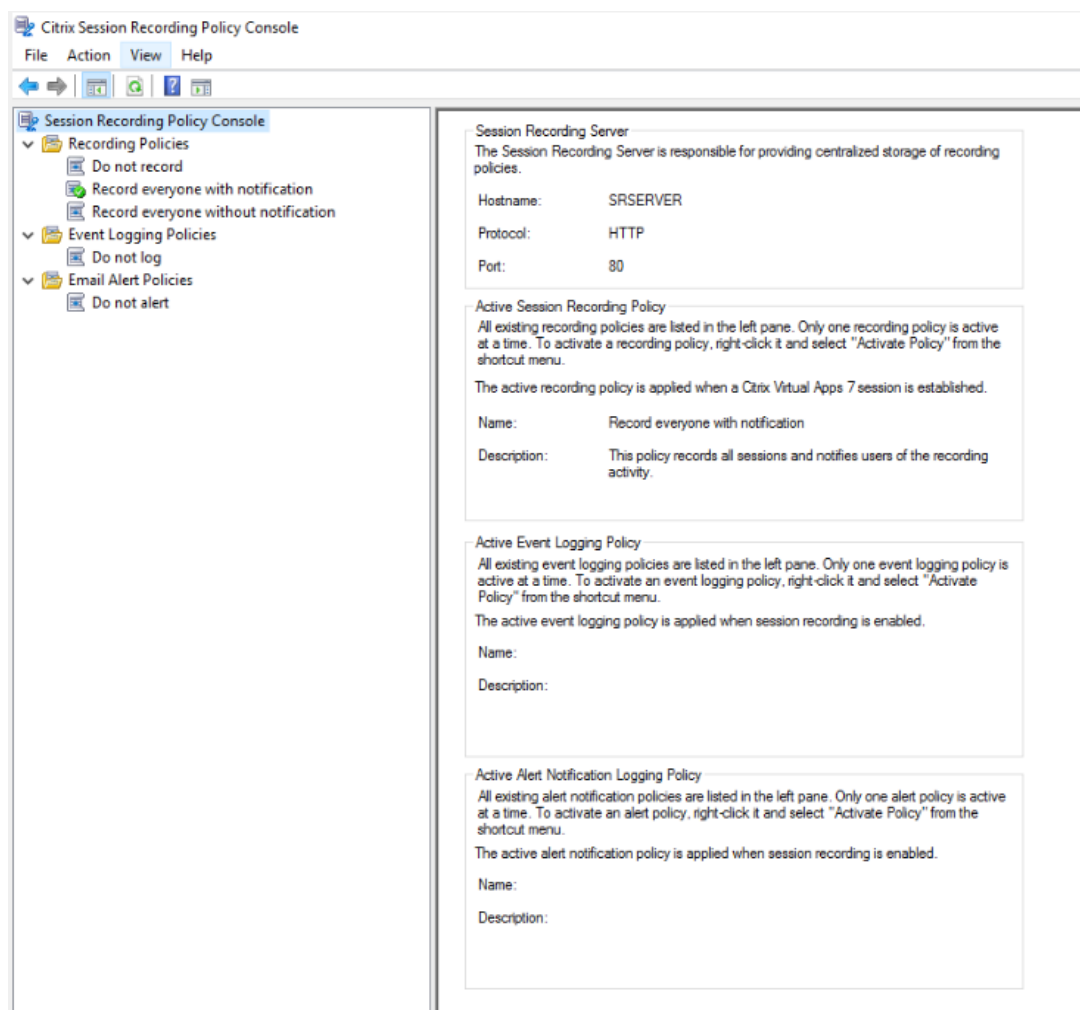 Citrix Session Recording Policy Console
File Action View Help
Session Recording Policy Console
Recording Policies
Do not record
Record everyone with notification
Record everyone without notification
Event Logging Policies
Do not log
Email Alert Policies
Do not alert
Session Recording Server
The Session Recording Server is responsible for providing centralized storage of recording
policies.
Hostname: SRSERVER
Protocol: HTTP
Port: 80
Active Session Recording Policy
All existing recording policies are listed in the left pane. Only one recording policy is active
at a time. To activate a recording policy, right-click it and select "Activate Policy" from the
shortcut menu.
The active recording policy is applied when a Citrix Virtual Apps 7 session is established.
Name: Record everyone with notification
Description: This policy records all sessions and notifies users of the recording
activity.
Active Event Logging Policy
All existing event logging policies are listed in the left pane. Only one event logging policy is
active at a time. To activate an event logging policy, right-click it and select "Activate
Policy" from the shortcut menu.
The active event logging policy is applied when session recording is enabled.
Name:
Description:
Active Alert Notification Logging Policy
All existing alert notification policies are listed in the left pane. Only one alert policy is active
at a time. To activate an alert policy, right-click it and select "Activate Policy" from the
shortcut menu.
The active alert notification policy is applied when session recording is enabled.
Name:
Description: